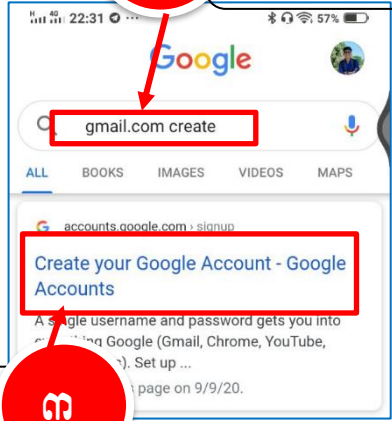 22:31
57%
Google
gmail.com create
ALL BOOKS IMAGES VIDEOS MAPS
G accounts.google.com › signup
Create your Google Account - Google
Accounts
A single username and password gets you into
Google (Gmail, Chrome, YouTube,
Set up ...
page on 9/9/20.
៣